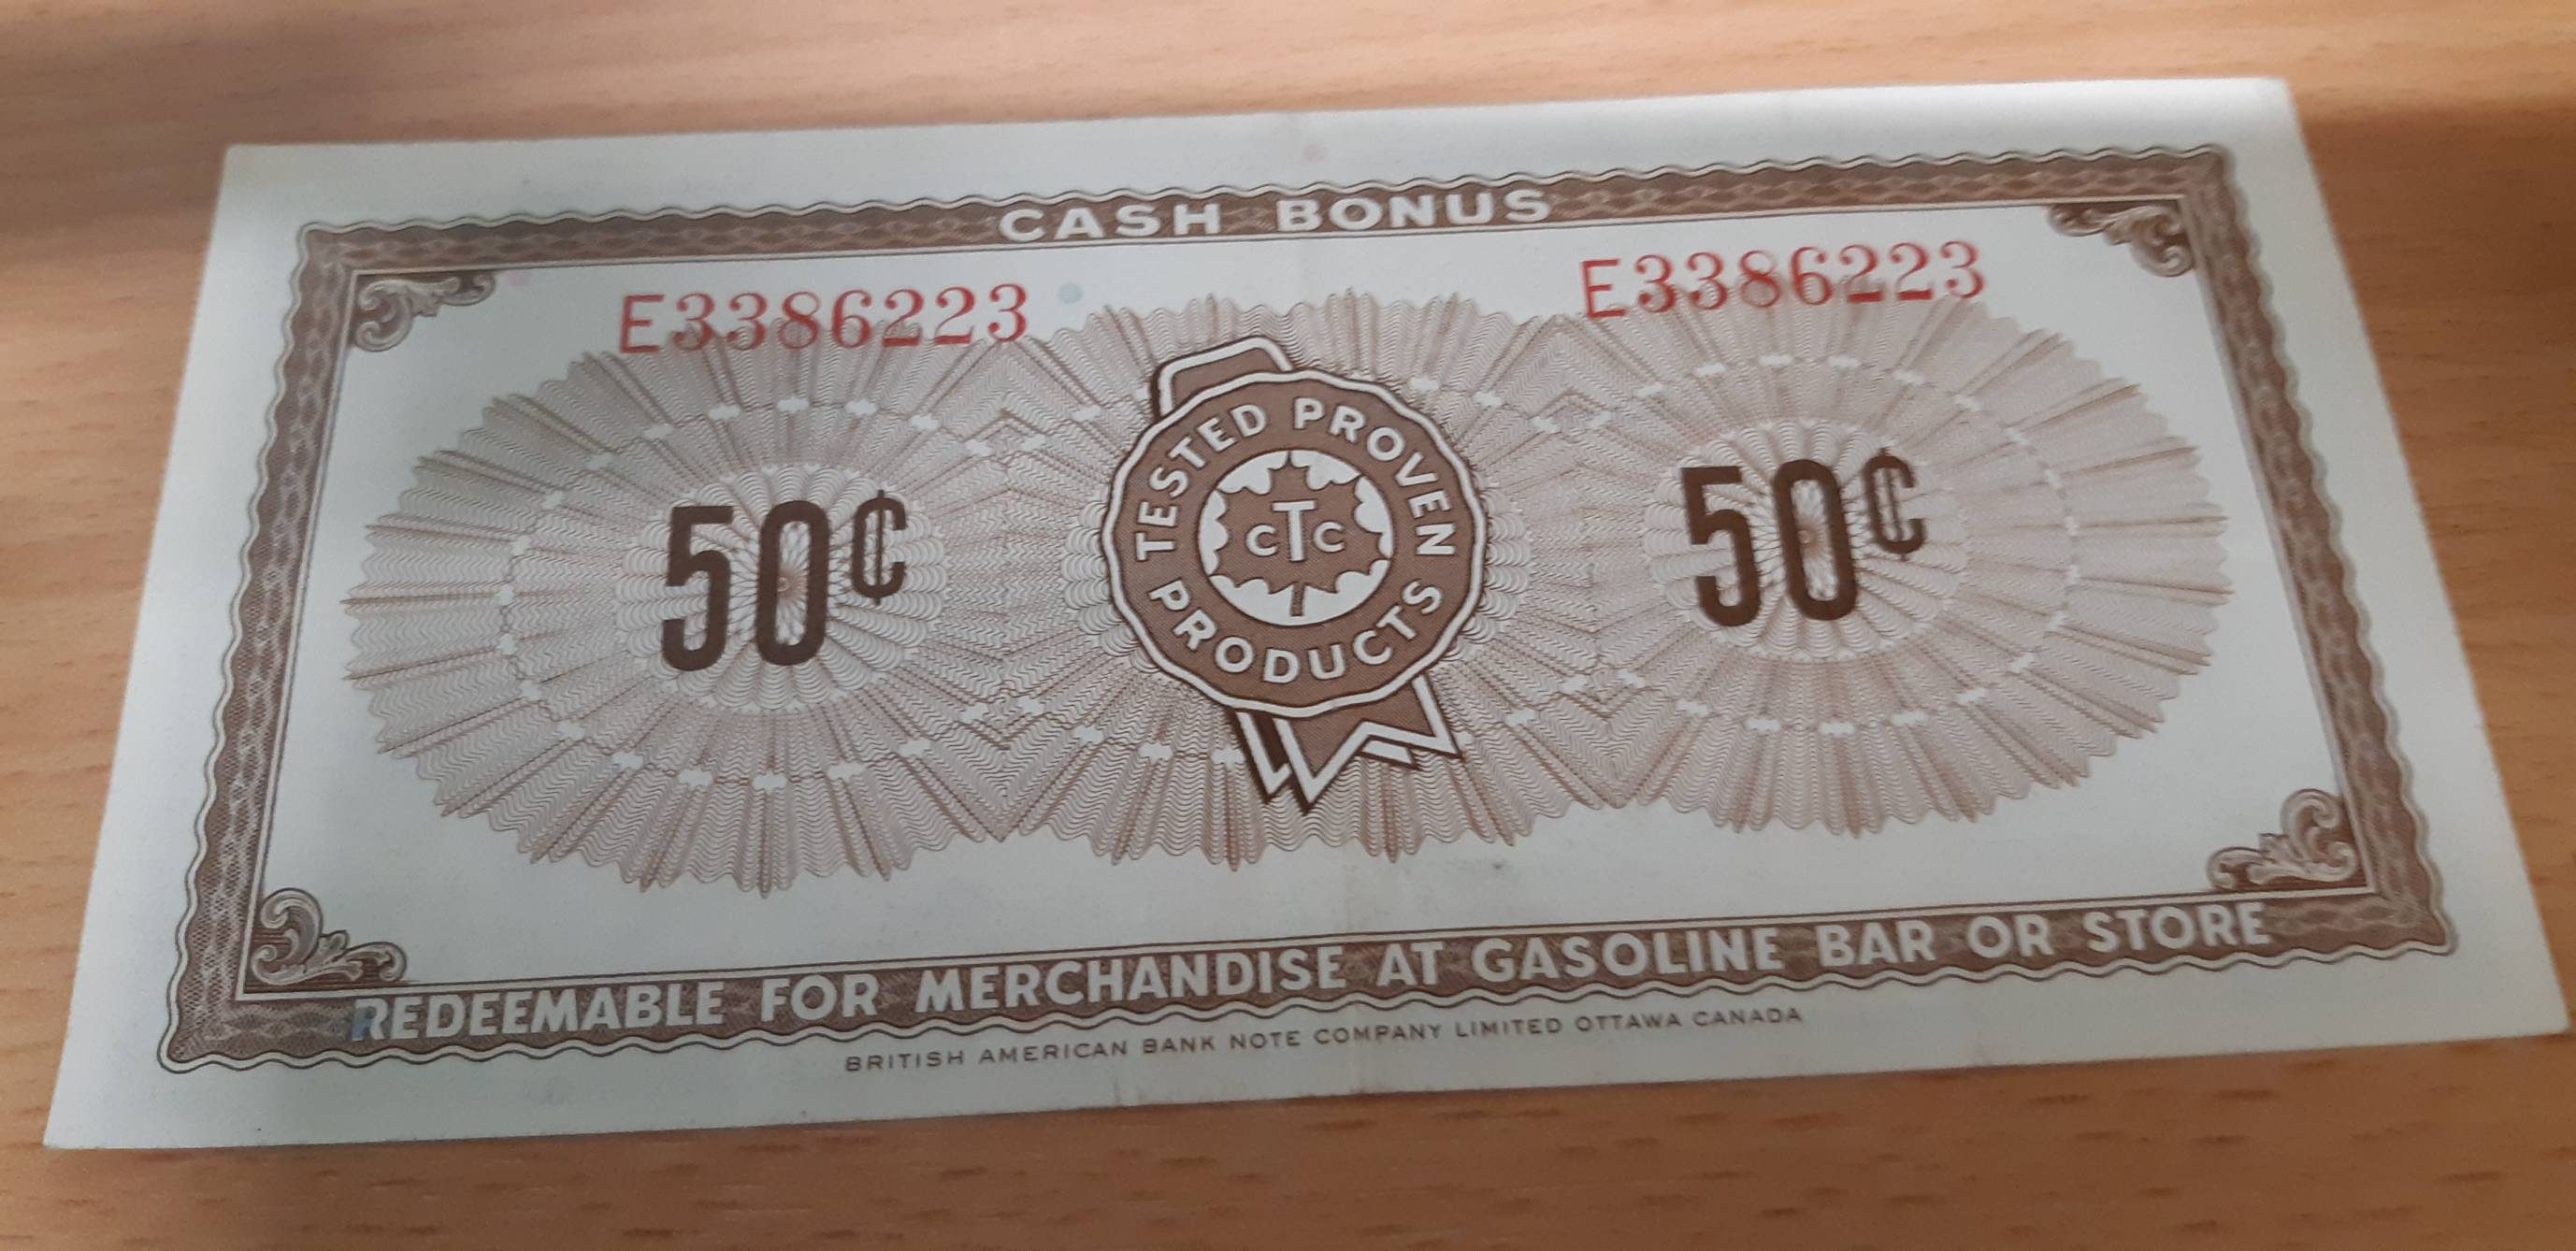 CASH BONUS
E3386223 E3386223
50¢ TESTED PROVEN PRODUCTS 50¢
CTC
REDEEMABLE FOR MERCHANDISE AT GASOLINE BAR OR STORE
BRITISH AMERICAN BANK NOTE COMPANY LIMITED OTTAWA CANADA